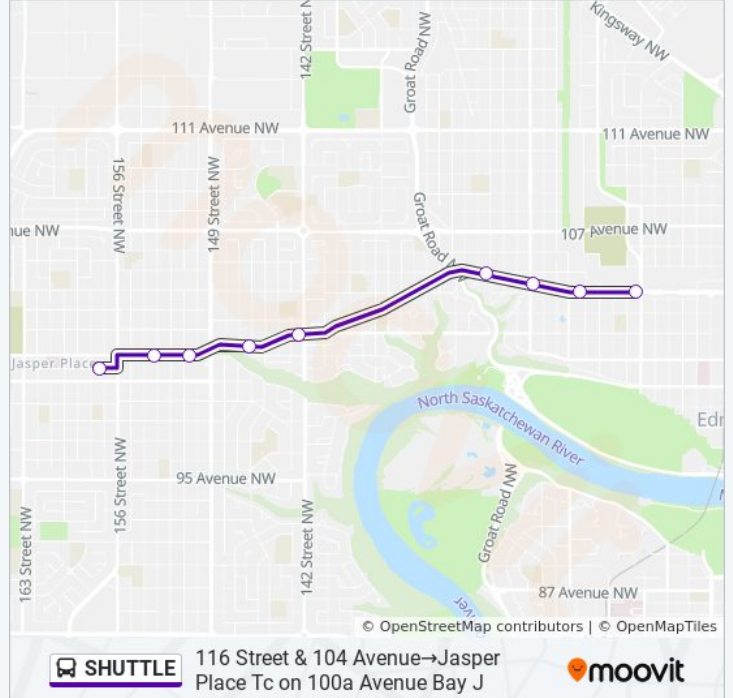 Kingsway NW
142 Street N
Groat Road NW
111 Avenue NW
111 Avenue NW
156 Street NW
149 Street NW
Groat Road N
107 Avenue NW
nue NW
Jasper Place
North Saskatchewan River
Edr
95 Avenue NW
156 Street NW
163 Street NW
142 Street NW
Groat Road NW
87 Avenue NW
River
© OpenStreetMap contributors | © OpenMapTiles
SHUTTLE
116 Street & 104 Avenue→Jasper
Place Tc on 100a Avenue Bay J
moovit